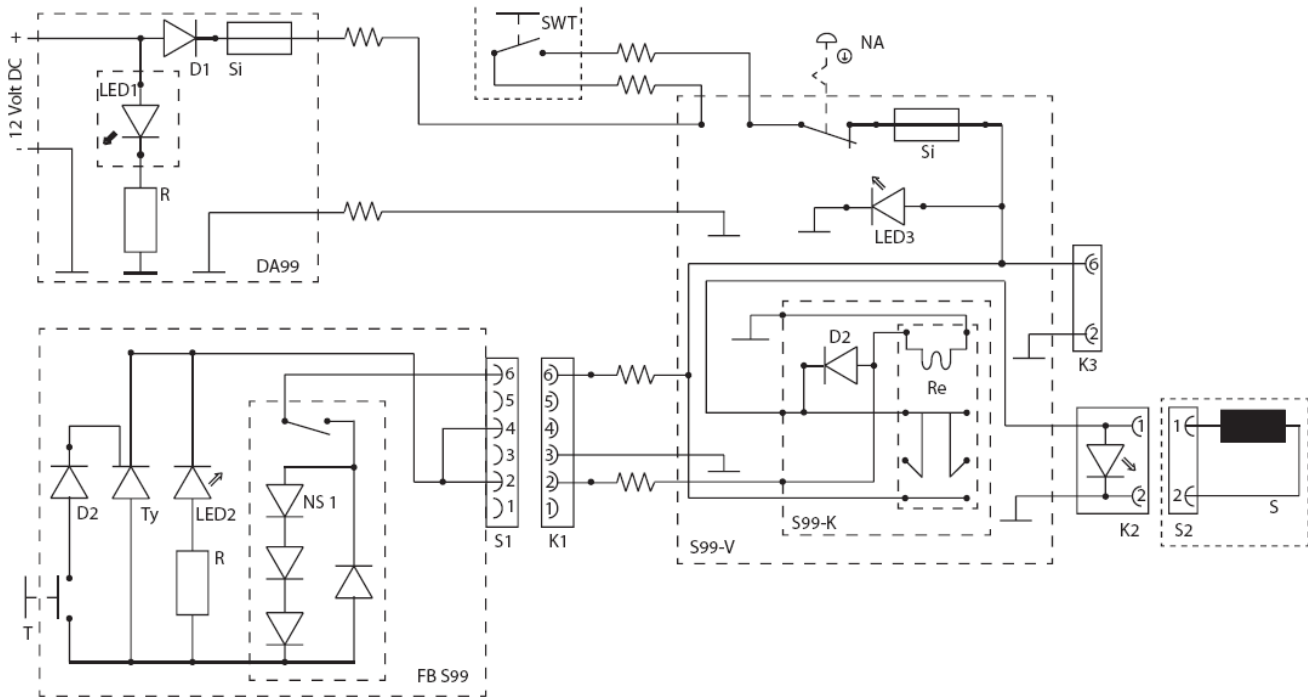 +
12 Volt DC
-
D1
Si
LED1
R
DA99
SWT
NA
Si
LED3
6
2
K3
D2
Re
S99-K
S99-V
D2
Ty
LED2
R
NS 1
T
FB S99
6
5
4
3
2
1
S1
6
5
4
3
2
1
K1
1
2
K2
1
2
S2
S